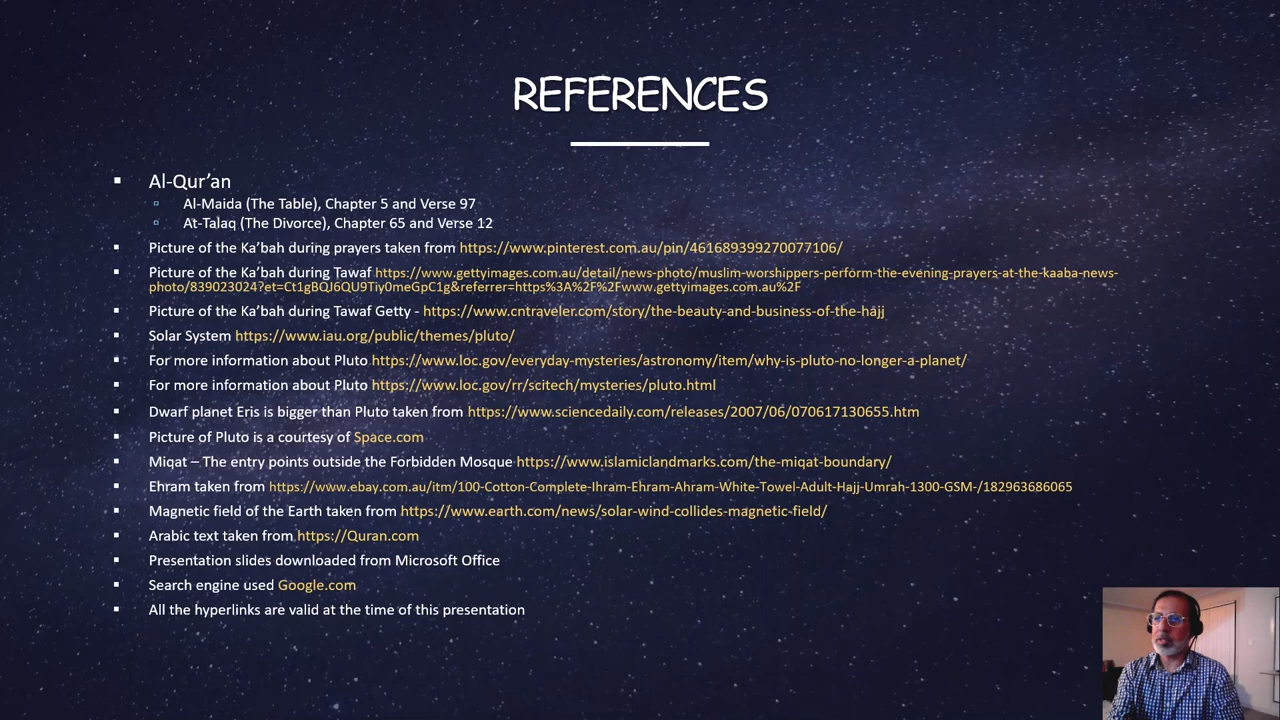 REFERENCES
Al-Qur’an
Al-Maida (The Table), Chapter 5 and Verse 97
At-Talaq (The Divorce), Chapter 65 and Verse 12
Picture of the Ka’bah during prayers taken from https://www.pinterest.com.au/pin/461689399270077106/
Picture of the Ka’bah during Tawaf https://www.gettyimages.com.au/detail/news-photo/muslim-worshippers-perform-the-evening-prayers-at-the-kaaba-news-
photo/839023024?et=Ct1gBQJ6QU9Tiy0meGpC1g&referrer=https%3A%2F%2Fwww.gettyimages.com.au%2F
Picture of the Ka’bah during Tawaf Getty - https://www.cntraveler.com/story/the-beauty-and-business-of-the-hajj
Solar System https://www.iau.org/public/themes/pluto/
For more information about Pluto https://www.loc.gov/everyday-mysteries/astronomy/item/why-is-pluto-no-longer-a-planet/
For more information about Pluto https://www.loc.gov/rr/scitech/mysteries/pluto.html
Dwarf planet Eris is bigger than Pluto taken from https://www.sciencedaily.com/releases/2007/06/070617130655.htm
Picture of Pluto is a courtesy of Space.com
Miqat – The entry points outside the Forbidden Mosque https://www.islamiclandmarks.com/the-miqat-boundary/
Ehram taken from https://www.ebay.com.au/itm/100-Cotton-Complete-Ihram-Ehram-Ahram-White-Towel-Adult-Hajj-Umrah-1300-GSM-/182963686065
Magnetic field of the Earth taken from https://www.earth.com/news/solar-wind-collides-magnetic-field/
Arabic text taken from https://Quran.com
Presentation slides downloaded from Microsoft Office
Search engine used Google.com
All the hyperlinks are valid at the time of this presentation